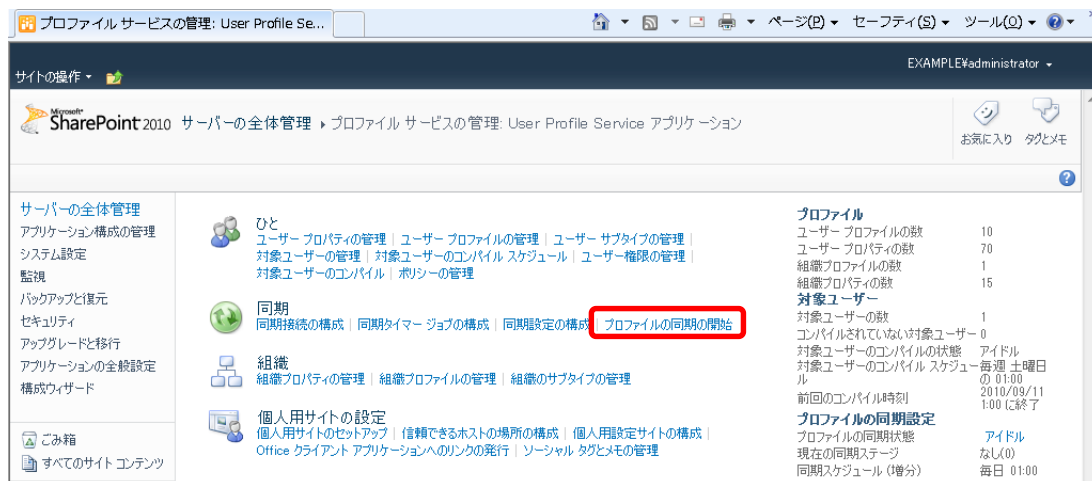 プロファイル サービスの管理: User Profile Se...
ページ(P) セーフティ(S) ツール(O)
EXAMPLE¥administrator
サイトの操作
Microsoft
SharePoint 2010 サーバーの全体管理 ▸ プロファイル サービスの管理: User Profile Service アプリケーション
お気に入り タグとメモ
サーバーの全体管理
アプリケーション構成の管理
システム設定
監視
バックアップと復元
セキュリティ
アップグレードと移行
アプリケーションの全般設定
構成ウィザード
ごみ箱
すべてのサイト コンテンツ
ひと
ユーザー プロパティの管理 | ユーザー プロファイルの管理 | ユーザー サブタイプの管理 |
対象ユーザーの管理 | 対象ユーザーのコンパイル スケジュール | ユーザー権限の管理 |
対象ユーザーのコンパイル | ポリシーの管理
同期
同期接続の構成 | 同期タイマー ジョブの構成 | 同期設定の構成 | プロファイルの同期の開始
組織
組織プロパティの管理 | 組織プロファイルの管理 | 組織のサブタイプの管理
個人用サイトの設定
個人用サイトのセットアップ | 信頼できるホストの場所の構成 | 個人用設定サイトの構成 |
Office クライアント アプリケーションへのリンクの発行 | ソーシャル タグとメモの管理
プロファイル
ユーザー プロファイルの数 10
ユーザー プロパティの数 70
組織プロファイルの数 1
組織プロパティの数 15
対象ユーザー
対象ユーザーの数 1
コンパイルされていない対象ユーザー 0
対象ユーザーのコンパイルの状態 アイドル
対象ユーザーのコンパイル スケジュー 毎週 土曜日
ル の 01:00
前回のコンパイル時刻 2010/09/11
1:00 に終了
プロファイルの同期設定
プロファイルの同期状態 アイドル
現在の同期ステージ なし(0)
同期スケジュール (増分) 毎日 01:00